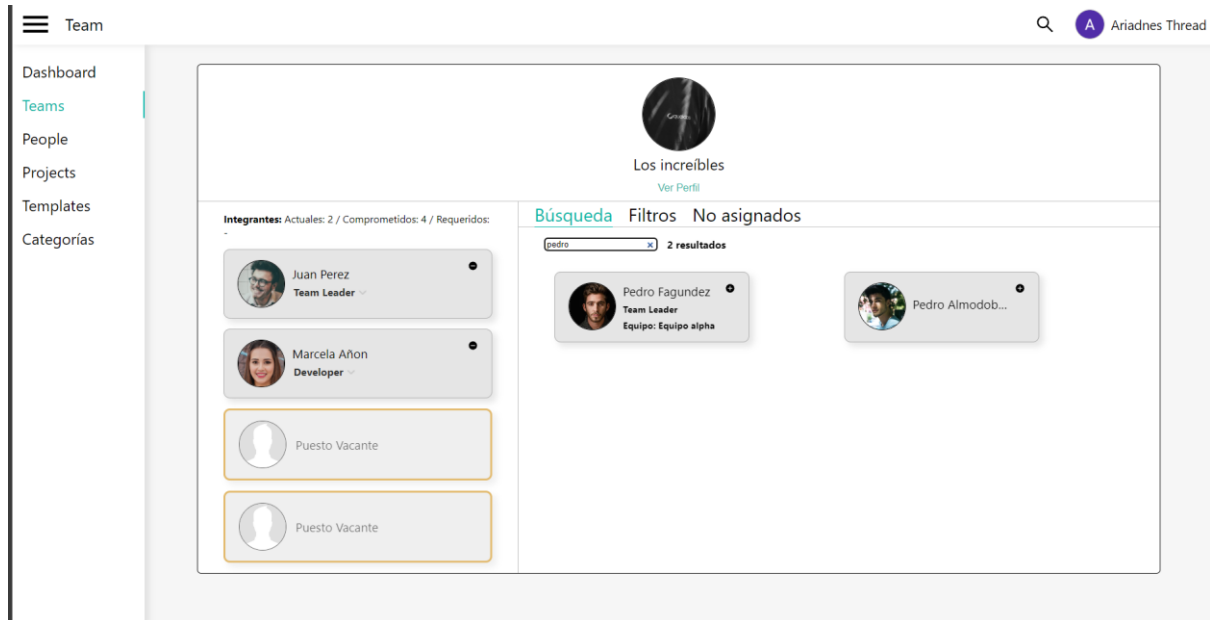 Team
Ariadnes Thread
A
Dashboard
Teams
People
Projects
Templates
Categorías
Los increíbles
Ver Perfil
Integrantes: Actuales: 2 / Comprometidos: 4 / Requeridos:
-
Juan Perez
Team Leader
Marcela Añon
Developer
Puesto Vacante
Puesto Vacante
Búsqueda Filtros No asignados
pedro x 2 resultados
Pedro Fagundez
Team Leader
Equipo: Equipo alpha
Pedro Almodob...